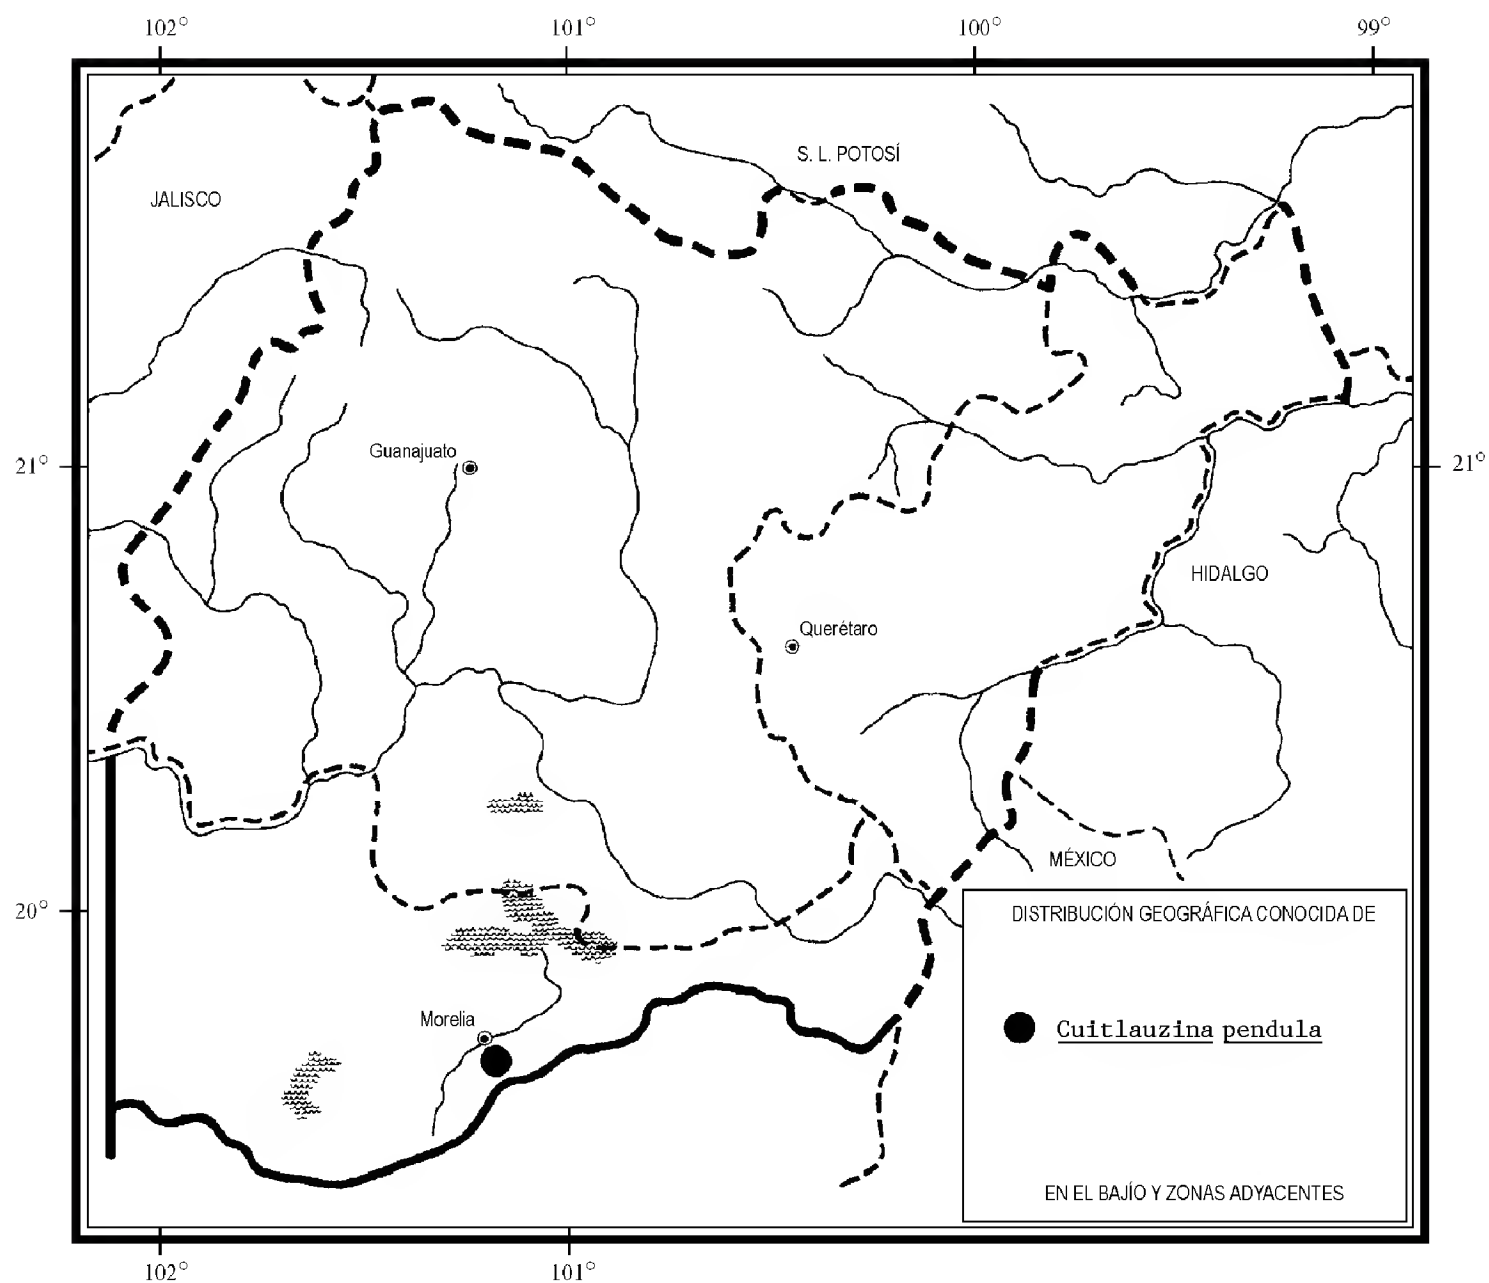 102° 101° 100° 99°
S. L. POTOSÍ
JALISCO
Guanajuato
21° 21°
HIDALGO
Querétaro
MÉXICO
20°
DISTRIBUCIÓN GEOGRÁFICA CONOCIDA DE
Morelia
Cuitlauzina pendula
EN EL BAJÍO Y ZONAS ADYACENTES
102° 101°